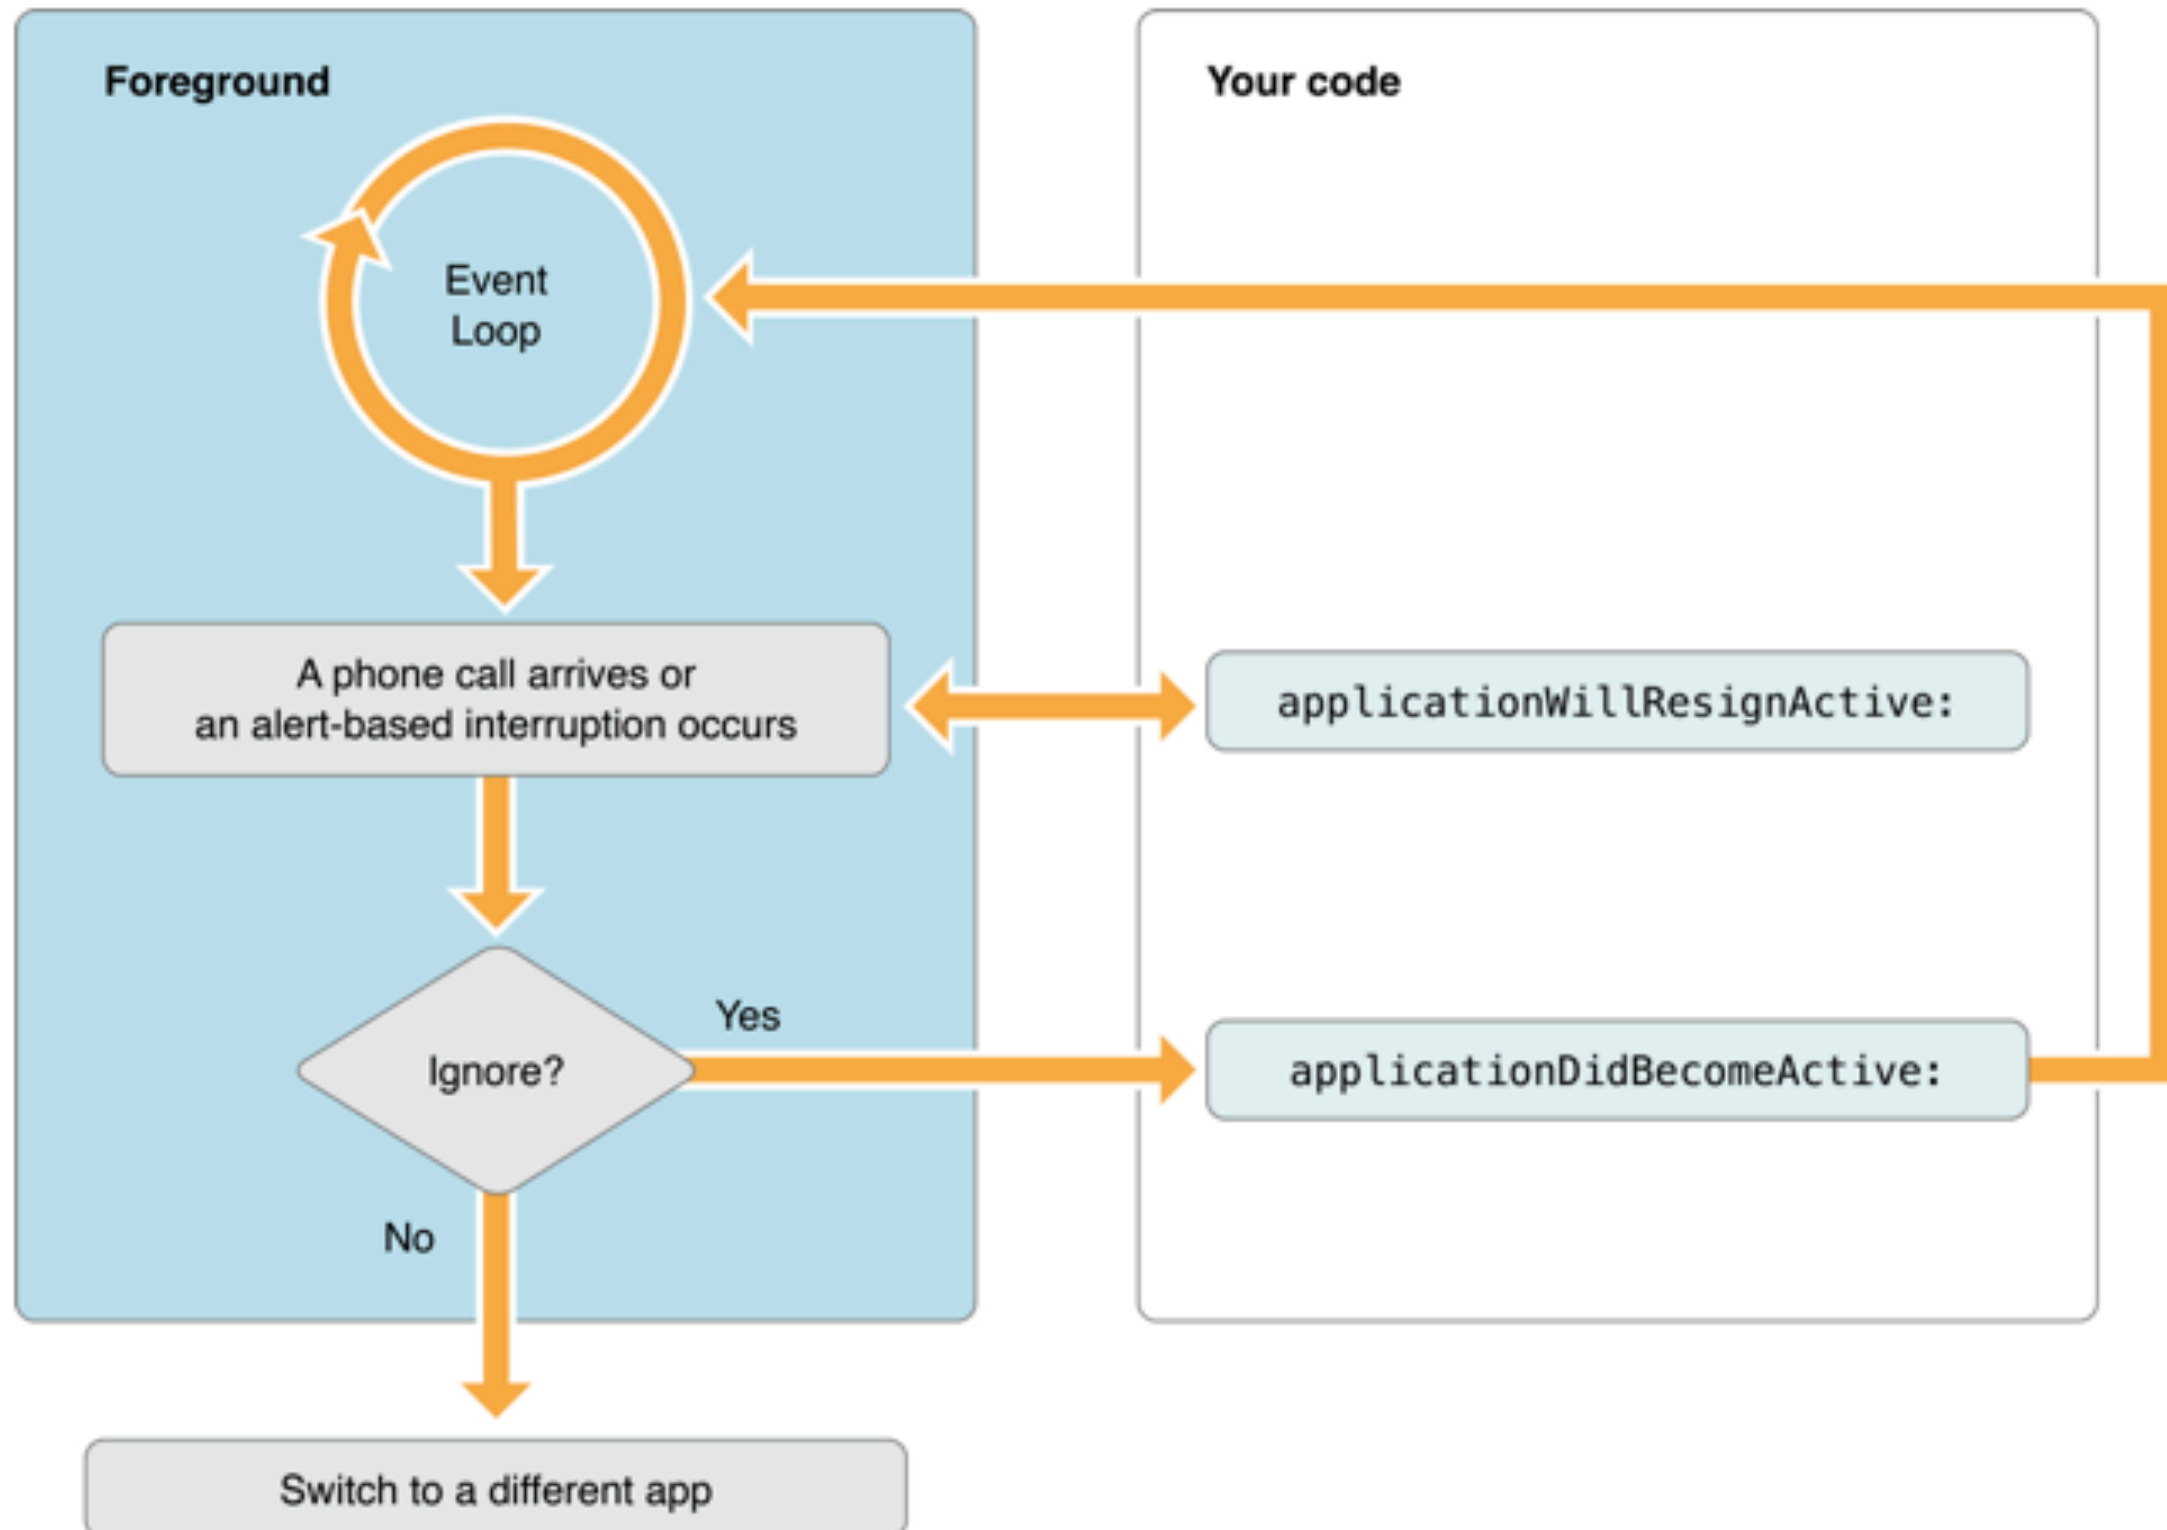 Foreground
Your code
Event
Loop
A phone call arrives or
an alert-based interruption occurs
applicationWillResignActive:
Ignore?
Yes
applicationDidBecomeActive:
No
Switch to a different app